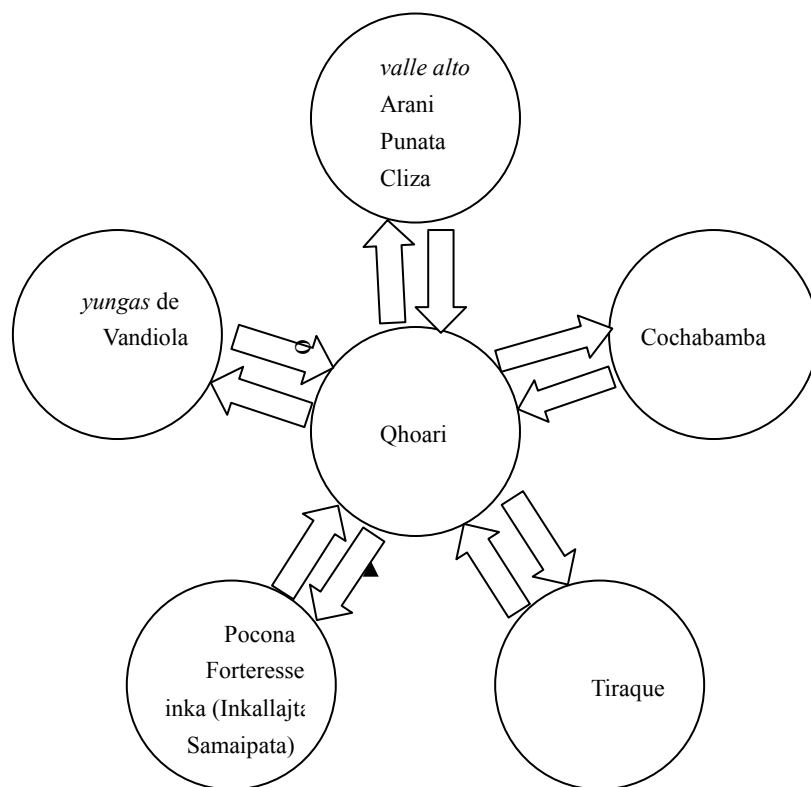 valle alto
Arani
Punata
Cliza
yungas de
Vandiola
Cochabamba
Qhoari
Pocona
Forteresse
inka (Inkallajta
Samaipata)
Tiraque